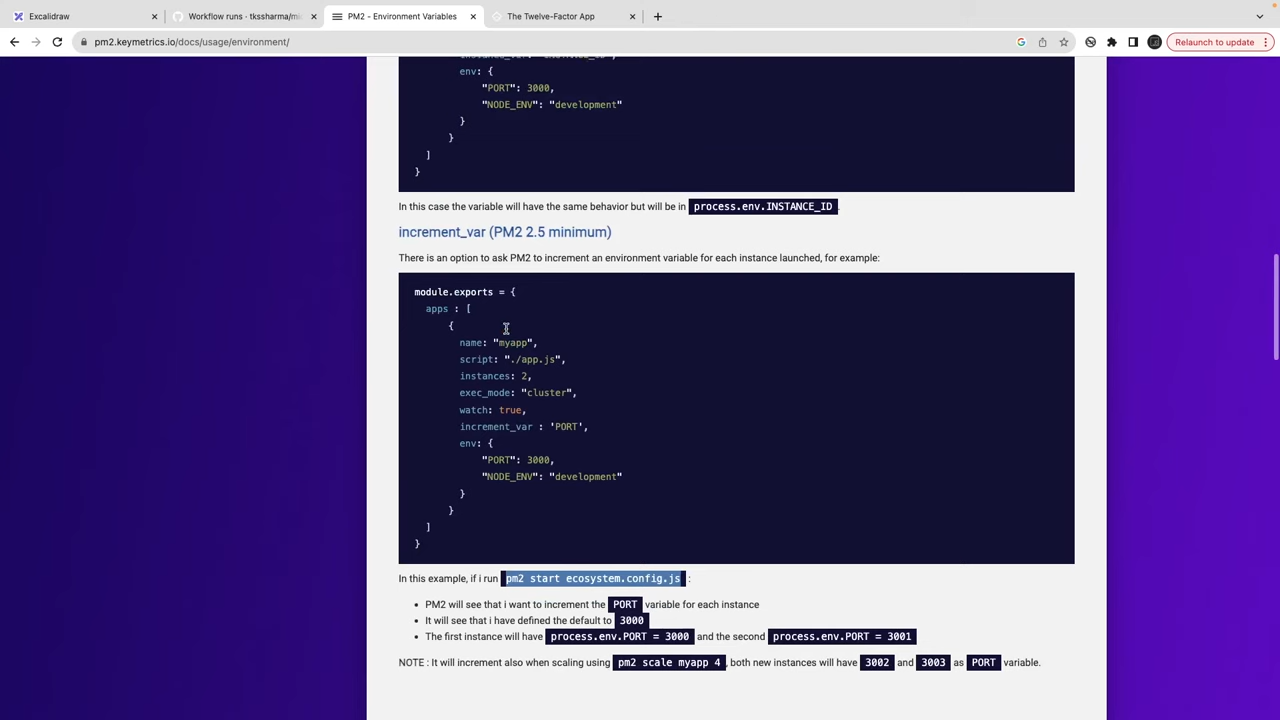 Excalidraw
Workflow runs · tkssharma/mic
PM2 - Environment Variables
The Twelve-Factor App
pm2.keymetrics.io/docs/usage/environment/
Relaunch to update
env: {
"PORT": 3000,
"NODE_ENV": "development"
}
}
]
}
In this case the variable will have the same behavior but will be in process.env.INSTANCE_ID.
increment_var (PM2 2.5 minimum)
There is an option to ask PM2 to increment an environment variable for each instance launched, for example:
module.exports = {
apps : [
{
name: "myapp",
script: "./app.js",
instances: 2,
exec_mode: "cluster",
watch: true,
increment_var : 'PORT',
env: {
"PORT": 3000,
"NODE_ENV": "development"
}
}
]
}
In this example, if i run pm2 start ecosystem.config.js :
• PM2 will see that i want to increment the PORT variable for each instance
• It will see that i have defined the default to 3000
• The first instance will have process.env.PORT = 3000 and the second process.env.PORT = 3001
NOTE : It will increment also when scaling using pm2 scale myapp 4, both new instances will have 3002 and 3003 as PORT variable.